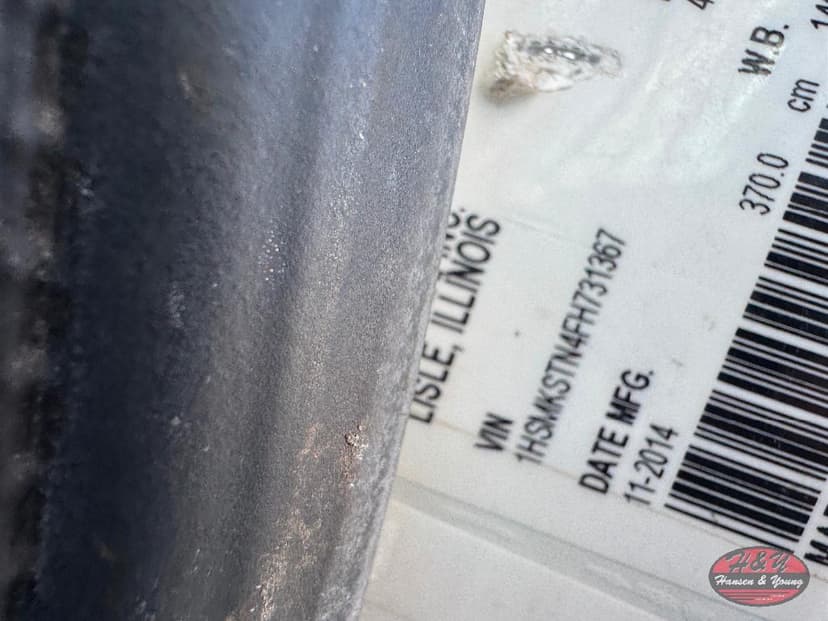 LISLE, ILLINOIS
VIN
1HSMKSTN4FH731367
DATE MFG.
11-2014
W.B.
370.0 cm
H&Y
Hansen & Young